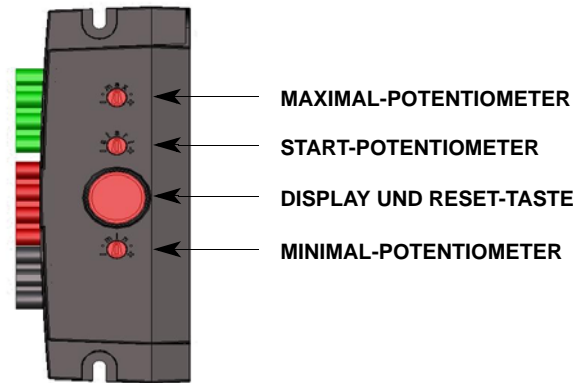 MAXIMAL-POTENTIOMETER
START-POTENTIOMETER
DISPLAY UND RESET-TASTE
MINIMAL-POTENTIOMETER